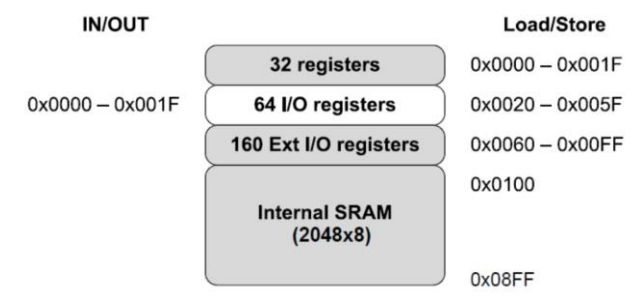 IN/OUT Load/Store
32 registers 0x0000 – 0x001F
0x0000 – 0x001F 64 I/O registers 0x0020 – 0x005F
160 Ext I/O registers 0x0060 – 0x00FF
0x0100
Internal SRAM
(2048x8)
0x08FF